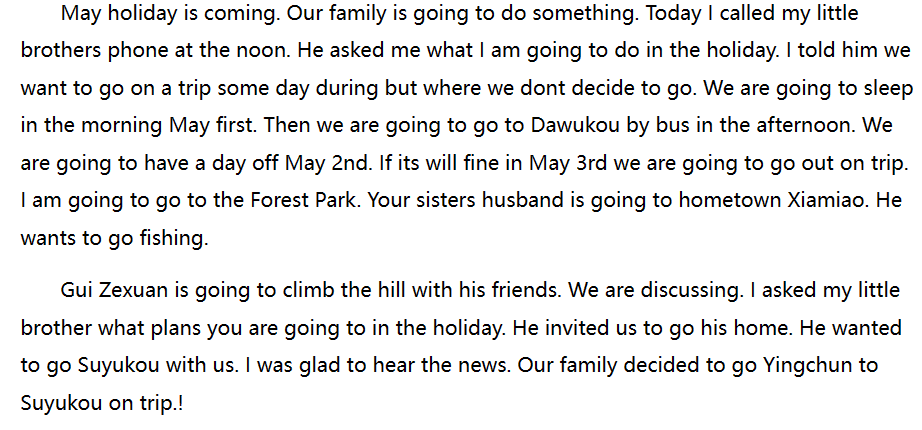 May holiday is coming. Our family is going to do something. Today I called my little
brothers phone at the noon. He asked me what I am going to do in the holiday. I told him we
want to go on a trip some day during but where we dont decide to go. We are going to sleep
in the morning May first. Then we are going to go to Dawukou by bus in the afternoon. We
are going to have a day off May 2nd. If its will fine in May 3rd we are going to go out on trip.
I am going to go to the Forest Park. Your sisters husband is going to hometown Xiamiao. He
wants to go fishing.
Gui Zexuan is going to climb the hill with his friends. We are discussing. I asked my little
brother what plans you are going to in the holiday. He invited us to go his home. He wanted
to go Suyukou with us. I was glad to hear the news. Our family decided to go Yingchun to
Suyukou on trip.!